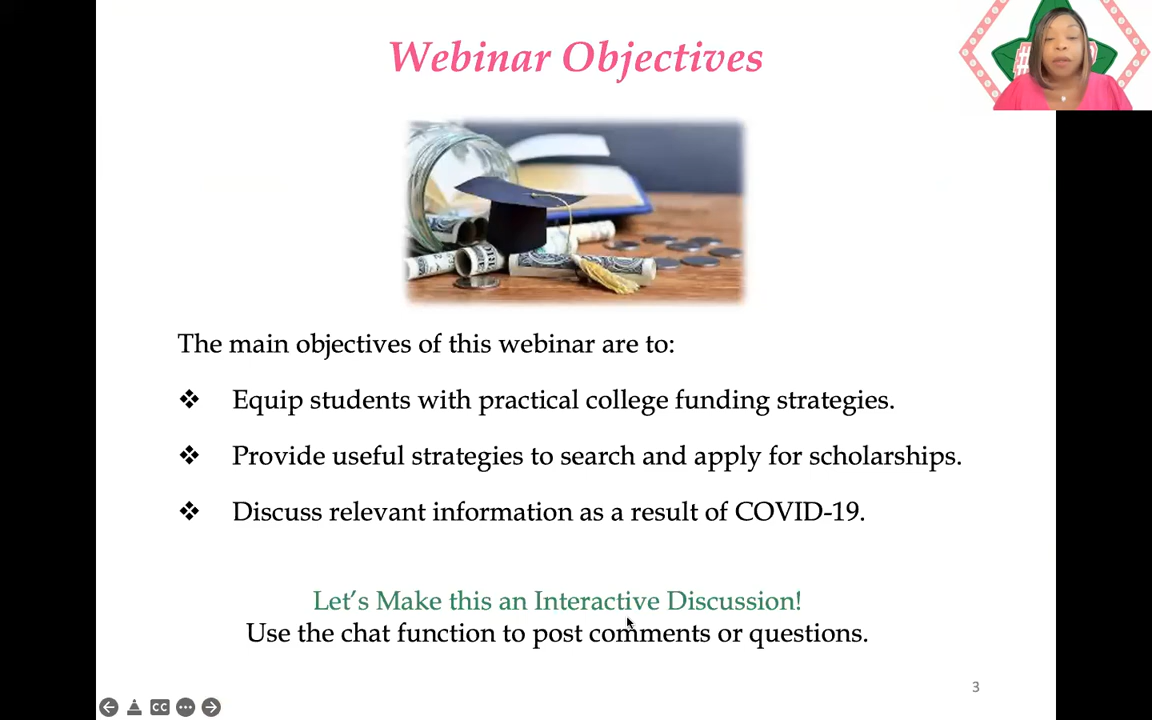 Webinar Objectives
The main objectives of this webinar are to:
❖ Equip students with practical college funding strategies.
❖ Provide useful strategies to search and apply for scholarships.
❖ Discuss relevant information as a result of COVID-19.
Let's Make this an Interactive Discussion!
Use the chat function to post comments or questions.
3
CC